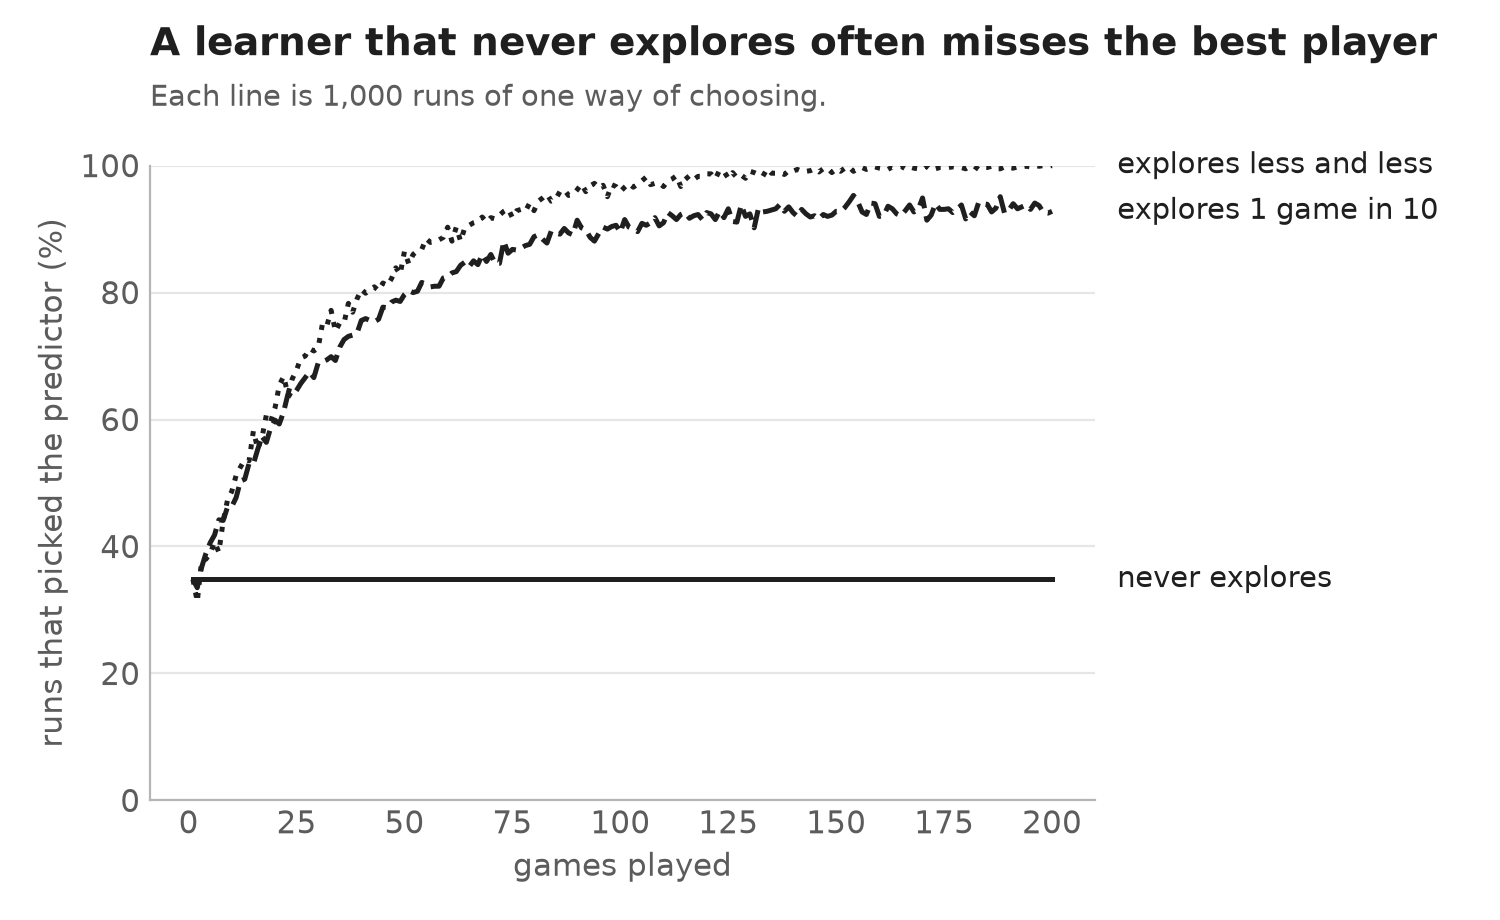 A learner that never explores often misses the best player
Each line is 1,000 runs of one way of choosing.
runs that picked the predictor (%)
100
80
60
40
20
0
explores less and less
explores 1 game in 10
never explores
0 25 50 75 100 125 150 175 200
games played